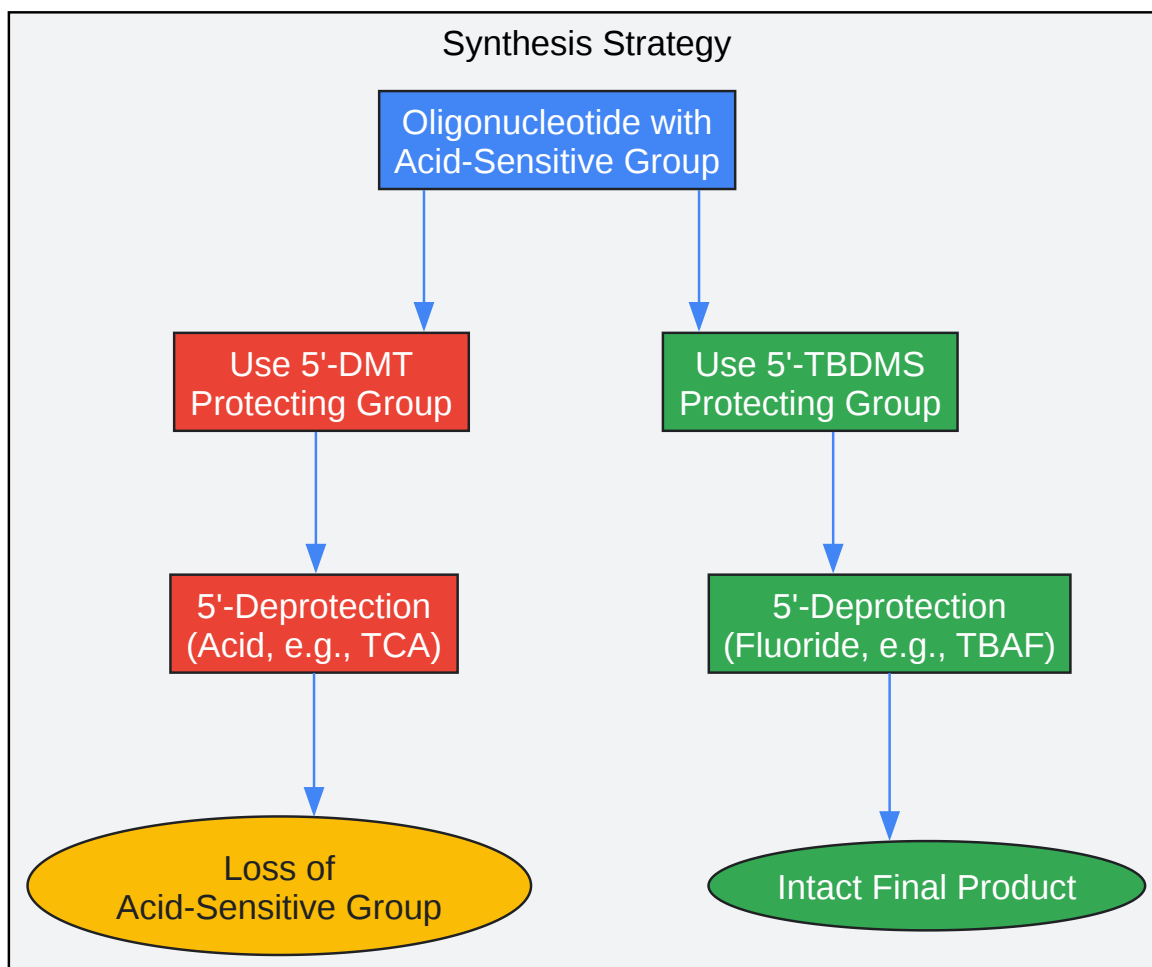 Synthesis Strategy
Oligonucleotide with
Acid-Sensitive Group
Use 5'-DMT
Protecting Group
Use 5'-TBDMS
Protecting Group
5'-Deprotection
(Acid, e.g., TCA)
5'-Deprotection
(Fluoride, e.g., TBAF)
Loss of
Acid-Sensitive Group
Intact Final Product